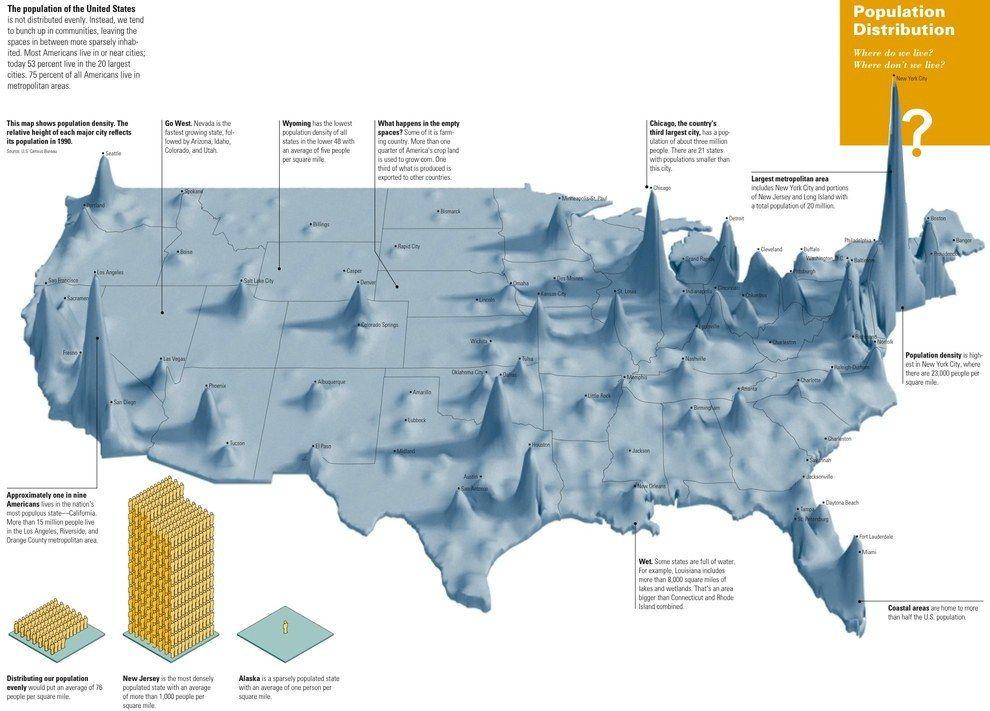 The population of the United States
is not distributed evenly. Instead, we tend
to bunch up in communities, leaving the
spaces in between more sparsely inhab-
ited. Most Americans live in or near cities;
today 53 percent live in the 20 largest
cities. 75 percent of all Americans live in
metropolitan areas.
Population
Distribution
Where do we live?
Where don't we live?
?
This map shows population density. The
relative height of each major city reflects
its population in 1990.
Source: U.S. Census Bureau
Go West. Nevada is the
fastest growing state, fol-
lowed by Arizona, Idaho,
Colorado, and Utah.
Wyoming has the lowest
population density of all
states in the lower 48 with
an average of five people
per square mile.
What happens in the empty
spaces? Some of it is farm-
ing country. More than one
quarter of America's crop land
is used to grow corn. One
third of what is produced is
exported to other countries.
Chicago, the country's
third largest city, has a pop-
ulation of about three million
people. There are 21 states
with populations smaller than
this city.
Largest metropolitan area
includes New York City and portions
of New Jersey and Long Island with
a total population of 20 million.
New York City
Seattle
Portland
Spokane
Boise
Billings
Bismarck
Rapid City
Casper
Minneapolis-St. Paul
Chicago
Detroit
Grand Rapids
Cleveland
Buffalo
Pittsburgh
Philadelphia
Washington, D.C.
Baltimore
Boston
Providence
Bangor
San Francisco
Sacramen
Los Angeles
Fresno
San Diego
Las Vegas
Salt Lake City
Denver
Colorado Springs
Phoenix
Tucson
Albuquerque
El Paso
Amarillo
Lubbock
Midland
Lincoln
Omaha
Des Moines
Kansas City
St. Louis
Wichita
Tulsa
Oklahoma City
Dallas
Austin
San Antonio
Houston
Little Rock
Memphis
Nashville
Louisville
Indianapolis
Cincinnati
Columbus
Charleston
Richmond
Norfolk
Raleigh-Durham
Charlotte
Atlanta
Birmingham
Jackson
New Orleans
Charleston
Savannah
Jacksonville
Daytona Beach
Tampa
St. Petersburg
Fort Lauderdale
Miami
Population density is high-
est in New York City, where
there are 23,000 people per
square mile.
Approximately one in nine
Americans lives in the nation's
most populous state—California.
More than 15 million people live
in the Los Angeles, Riverside, and
Orange County metropolitan area.
Wet. Some states are full of water.
For example, Louisiana includes
more than 8,000 square miles of
lakes and wetlands. That's an area
bigger than Connecticut and Rhode
Island combined.
Coastal areas are home to more
than half the U.S. population.
Distributing our population
evenly would put an average of 76
people per square mile.
New Jersey is the most densely
populated state with an average
of more than 1,000 people per
square mile.
Alaska is a sparsely populated state
with an average of one person per
square mile.